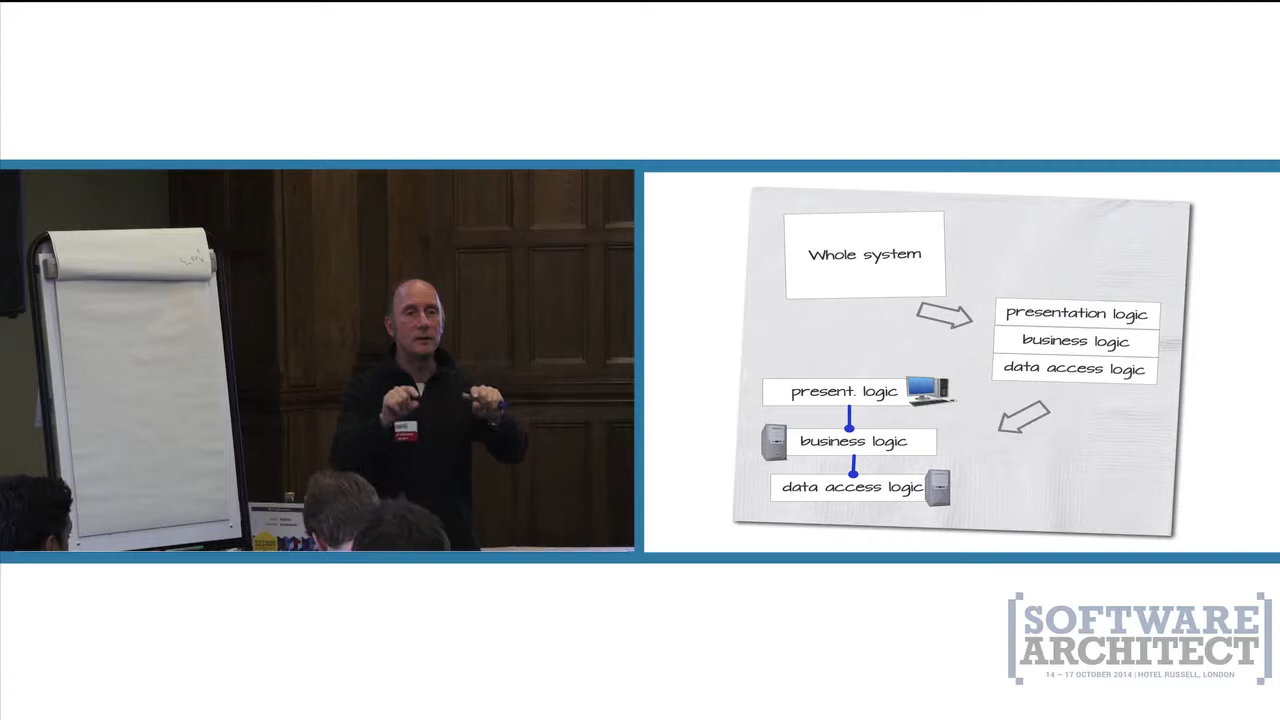 Whole system
presentation logic
business logic
data access logic
present. logic
business logic
data access logic
SOFTWARE
ARCHITECT
14 – 17 OCTOBER 2014 | HOTEL RUSSELL, LONDON